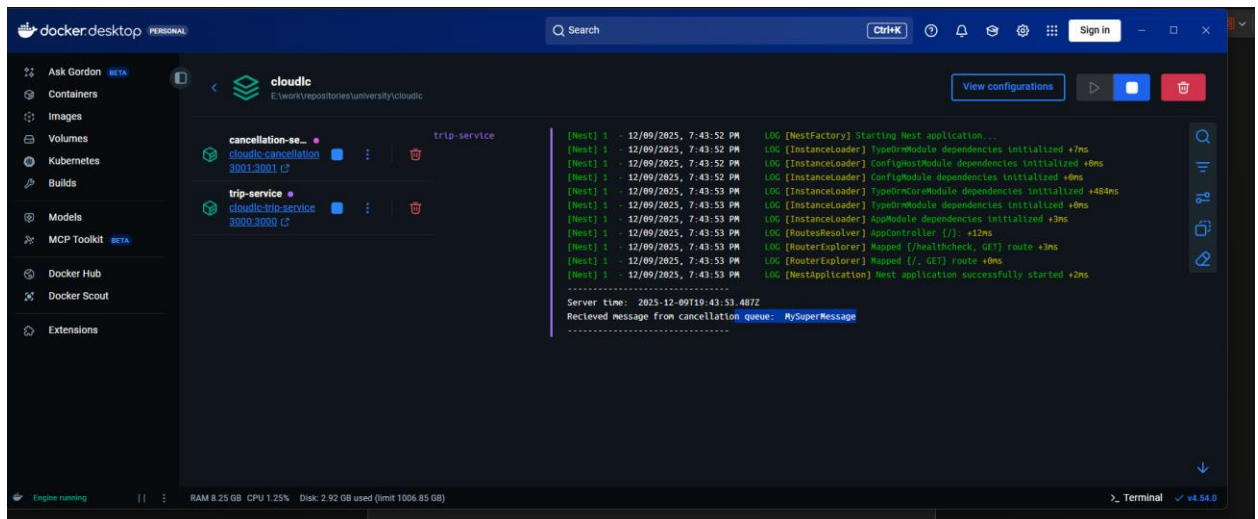 docker.desktop PERSONAL
Search
Ctrl+K
Sign in
Ask Gordon BETA
Containers
Images
Volumes
Kubernetes
Builds
Models
MCP Toolkit BETA
Docker Hub
Docker Scout
Extensions
cloudlc
E:\work\repositories\university\cloudlc
View configurations
cancellation-se...
cloudlc-cancellation
3001:3001
trip-service
cloudlc-trip-service
3000:3000
trip-service
[Nest] 1 - 12/09/2025, 7:43:52 PM LOG [NestFactory] Starting Nest application...
[Nest] 1 - 12/09/2025, 7:43:52 PM LOG [InstanceLoader] TypeOrmModule dependencies initialized +7ms
[Nest] 1 - 12/09/2025, 7:43:52 PM LOG [InstanceLoader] ConfigHostModule dependencies initialized +0ms
[Nest] 1 - 12/09/2025, 7:43:52 PM LOG [InstanceLoader] ConfigModule dependencies initialized +0ms
[Nest] 1 - 12/09/2025, 7:43:53 PM LOG [InstanceLoader] TypeOrmCoreModule dependencies initialized +484ms
[Nest] 1 - 12/09/2025, 7:43:53 PM LOG [InstanceLoader] TypeOrmModule dependencies initialized +0ms
[Nest] 1 - 12/09/2025, 7:43:53 PM LOG [InstanceLoader] AppModule dependencies initialized +3ms
[Nest] 1 - 12/09/2025, 7:43:53 PM LOG [RoutesResolver] AppController {/}: +12ms
[Nest] 1 - 12/09/2025, 7:43:53 PM LOG [RouterExplorer] Mapped {/healthcheck, GET} route +3ms
[Nest] 1 - 12/09/2025, 7:43:53 PM LOG [RouterExplorer] Mapped {/, GET} route +0ms
[Nest] 1 - 12/09/2025, 7:43:53 PM LOG [NestApplication] Nest application successfully started +2ms
--------------------------------
Server time: 2025-12-09T19:43:53.487Z
Recieved message from cancellation queue: MySuperMessage
--------------------------------
Engine running
RAM 8.25 GB CPU 1.25% Disk: 2.92 GB used (limit 1006.85 GB)
>_ Terminal
v4.54.0